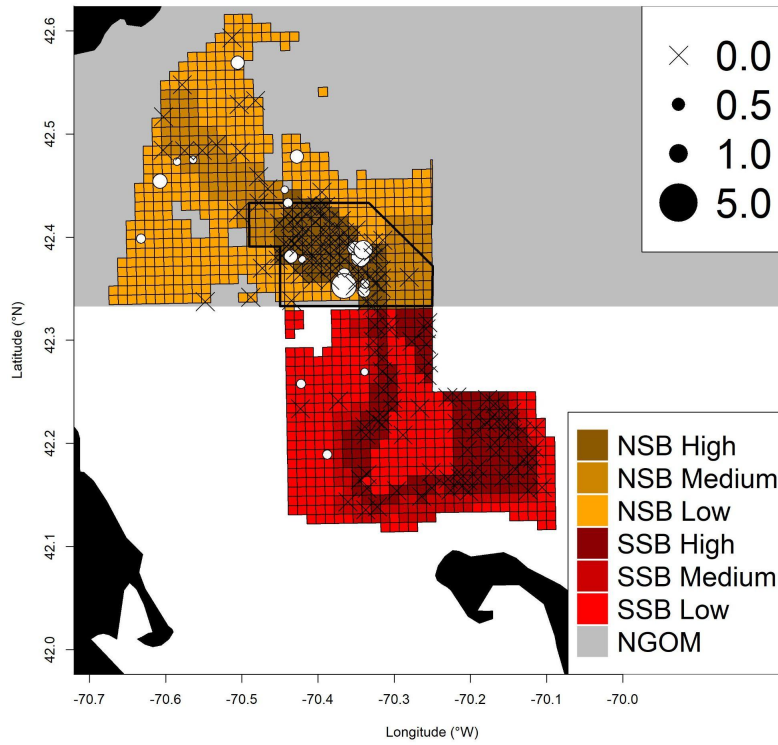 42.6
42.5
42.4
42.3
42.2
42.1
42.0
Latitude (°N)
0.0
0.5
1.0
5.0
NSB High
NSB Medium
NSB Low
SSB High
SSB Medium
SSB Low
NGOM
-70.7 -70.6 -70.5 -70.4 -70.3 -70.2 -70.1 -70.0
Longitude (°W)